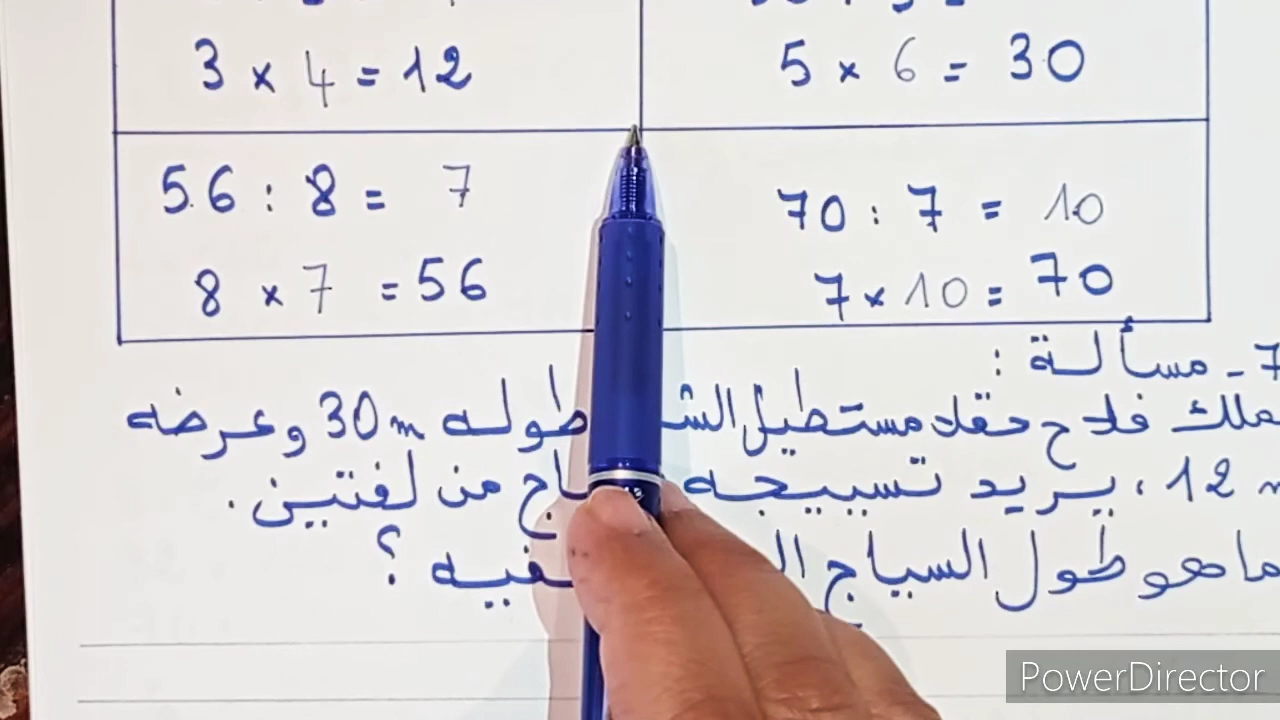 3 × 4 = 12
5 × 6 = 30
56 : 8 = 7
8 × 7 = 56
70 : 7 = 10
7 × 10 = 70
7 - مسألة :
فلاح حقلا مستطيل طوله 30m وعرضه
12 m، يريد تسييجه من لفتين.
ما هو طول السياج ؟
PowerDirector